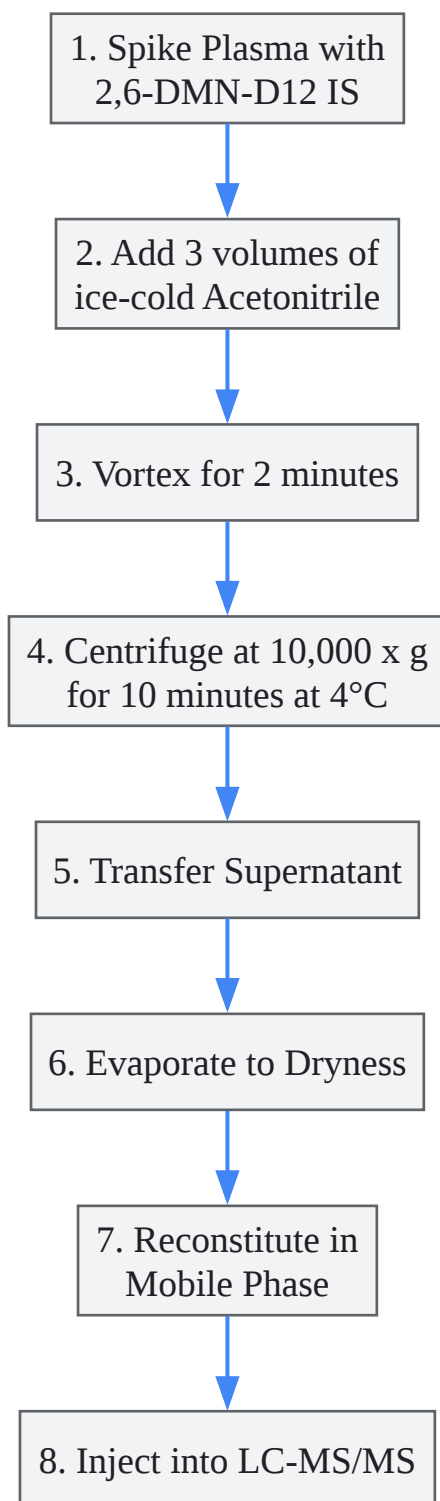 1. Spike Plasma with
2,6-DMN-D12 IS
2. Add 3 volumes of
ice-cold Acetonitrile
3. Vortex for 2 minutes
4. Centrifuge at 10,000 x g
for 10 minutes at 4°C
5. Transfer Supernatant
6. Evaporate to Dryness
7. Reconstitute in
Mobile Phase
8. Inject into LC-MS/MS